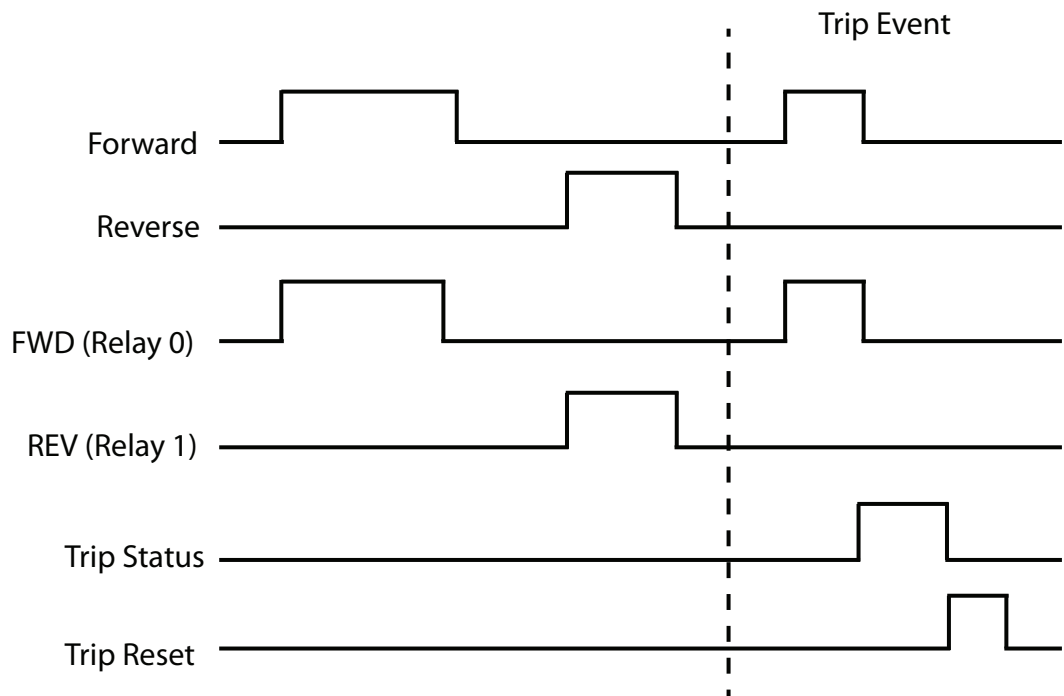 Trip Event
Forward
Reverse
FWD (Relay 0)
REV (Relay 1)
Trip Status
Trip Reset